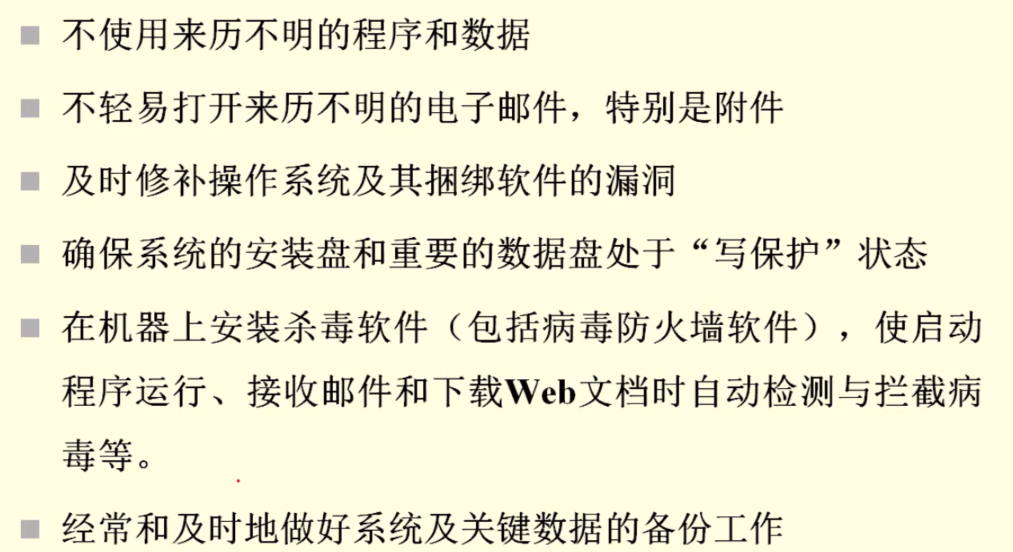 不使用来历不明的程序和数据
不轻易打开来历不明的电子邮件，特别是附件
及时修补操作系统及其捆绑软件的漏洞
确保系统的安装盘和重要的数据盘处于“写保护”状态
在机器上安装杀毒软件（包括病毒防火墙软件），使启动
程序运行、接收邮件和下载Web文档时自动检测与拦截病
毒等。
经常和及时地做好系统及关键数据的备份工作